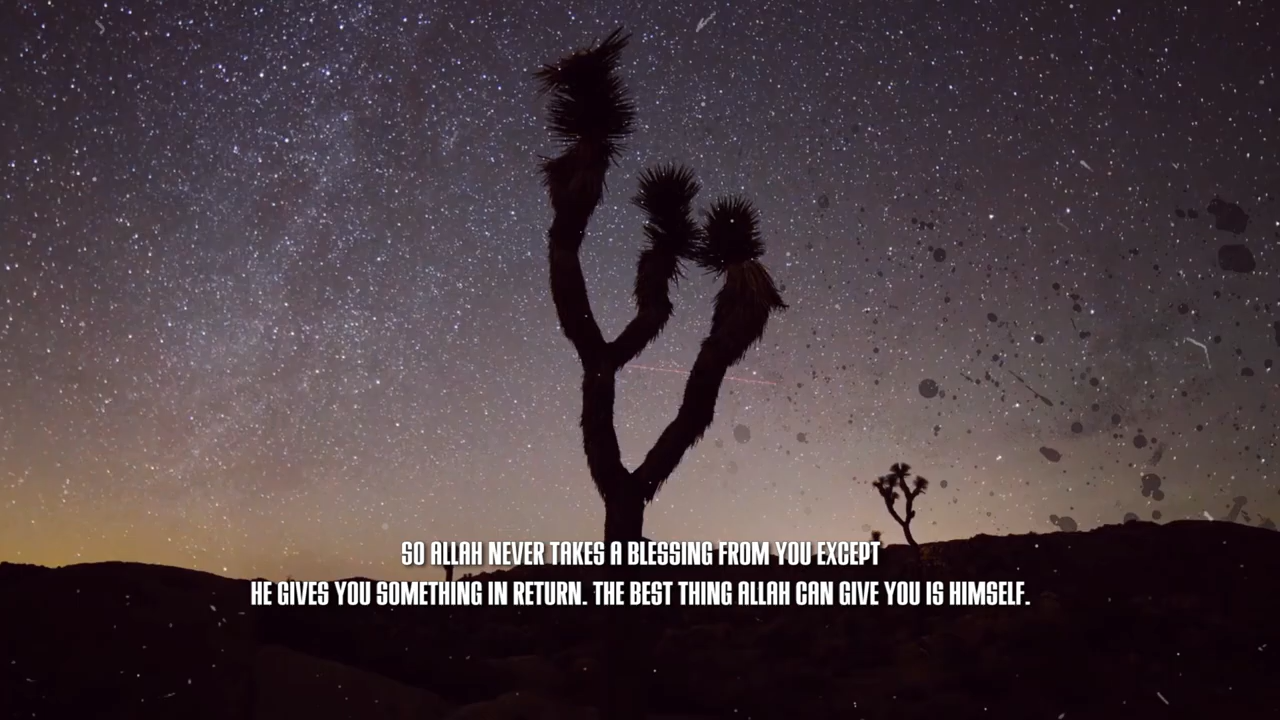 SO ALLAH NEVER TAKES A BLESSING FROM YOU EXCEPT
HE GIVES YOU SOMETHING IN RETURN. THE BEST THING ALLAH CAN GIVE YOU IS HIMSELF.